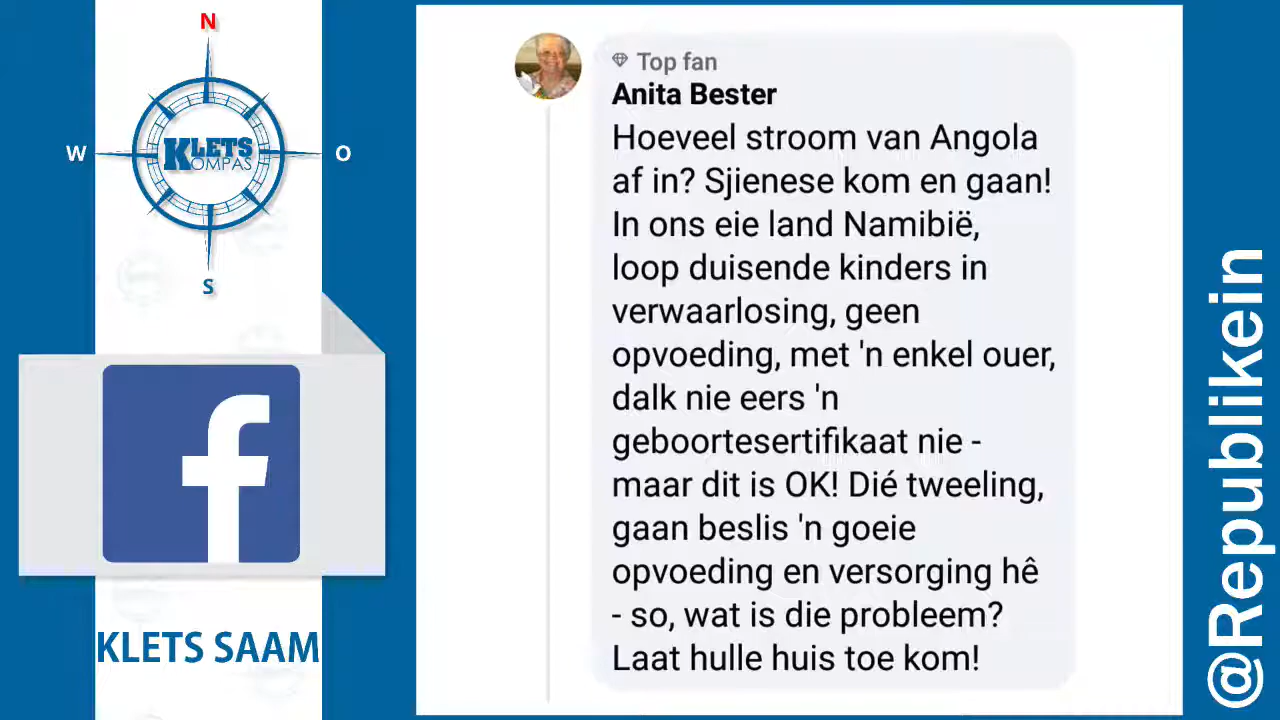 N
W
KLETS
KOMPAS
O
S
KLETS SAAM
Top fan
Anita Bester
Hoeveel stroom van Angola
af in? Sjienese kom en gaan!
In ons eie land Namibië,
loop duisende kinders in
verwaarlosing, geen
opvoeding, met 'n enkel ouer,
dalk nie eers 'n
geboortesertifikaat nie -
maar dit is OK! Dié tweeling,
gaan beslis 'n goeie
opvoeding en versorging hê
- so, wat is die probleem?
Laat hulle huis toe kom!
@Republikein